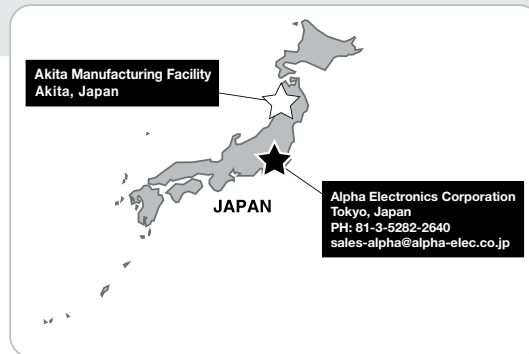 Akita Manufacturing Facility
Akita, Japan
JAPAN
Alpha Electronics Corporation
Tokyo, Japan
PH: 81-3-5282-2640
sales-alpha@alpha-elec.co.jp